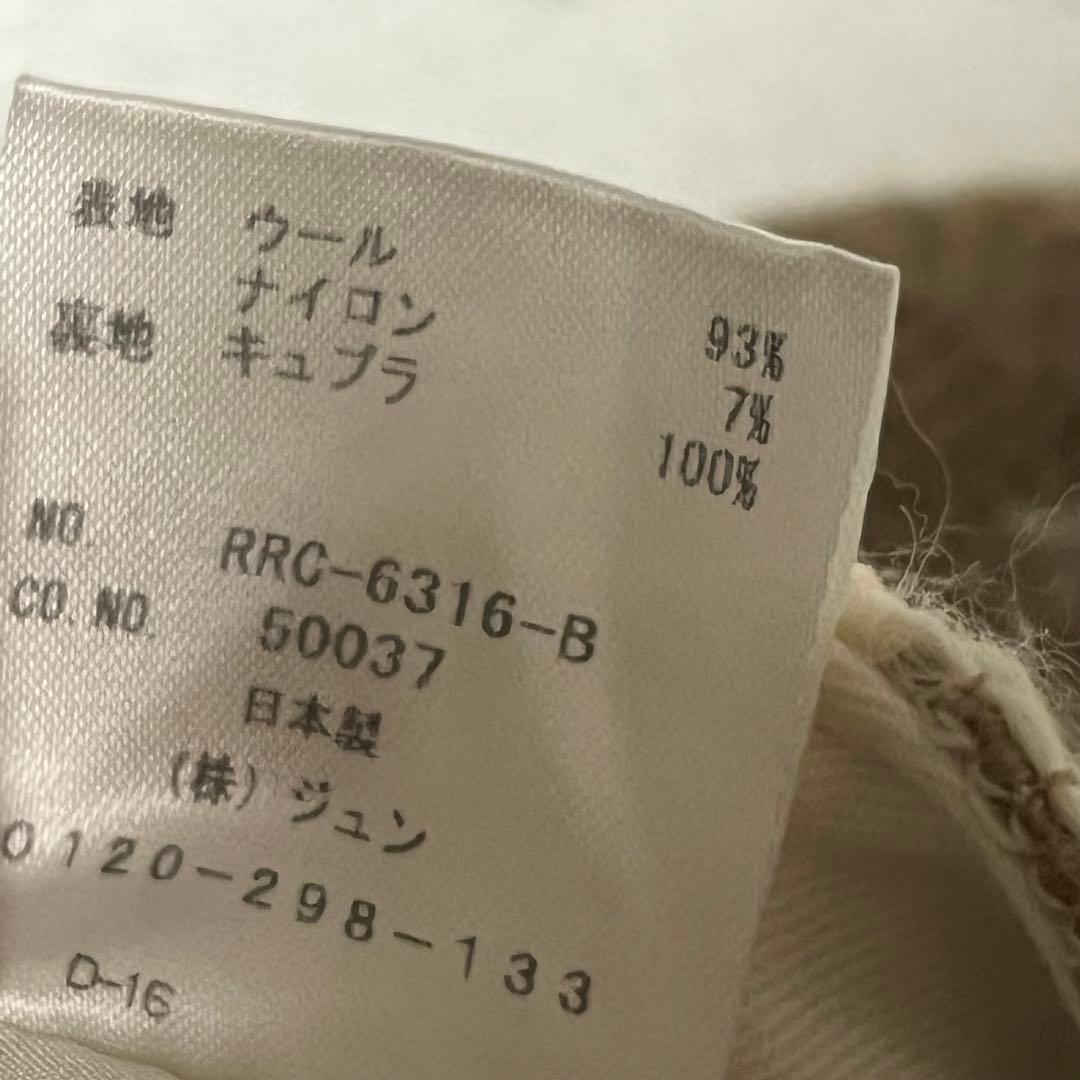 表地 ウール 93%
ナイロン 7%
裏地 キュプラ 100%
NO. RRC-6316-B
CO.NO. 50037
日本製
(株)ジュン
0120-298-133
D-16